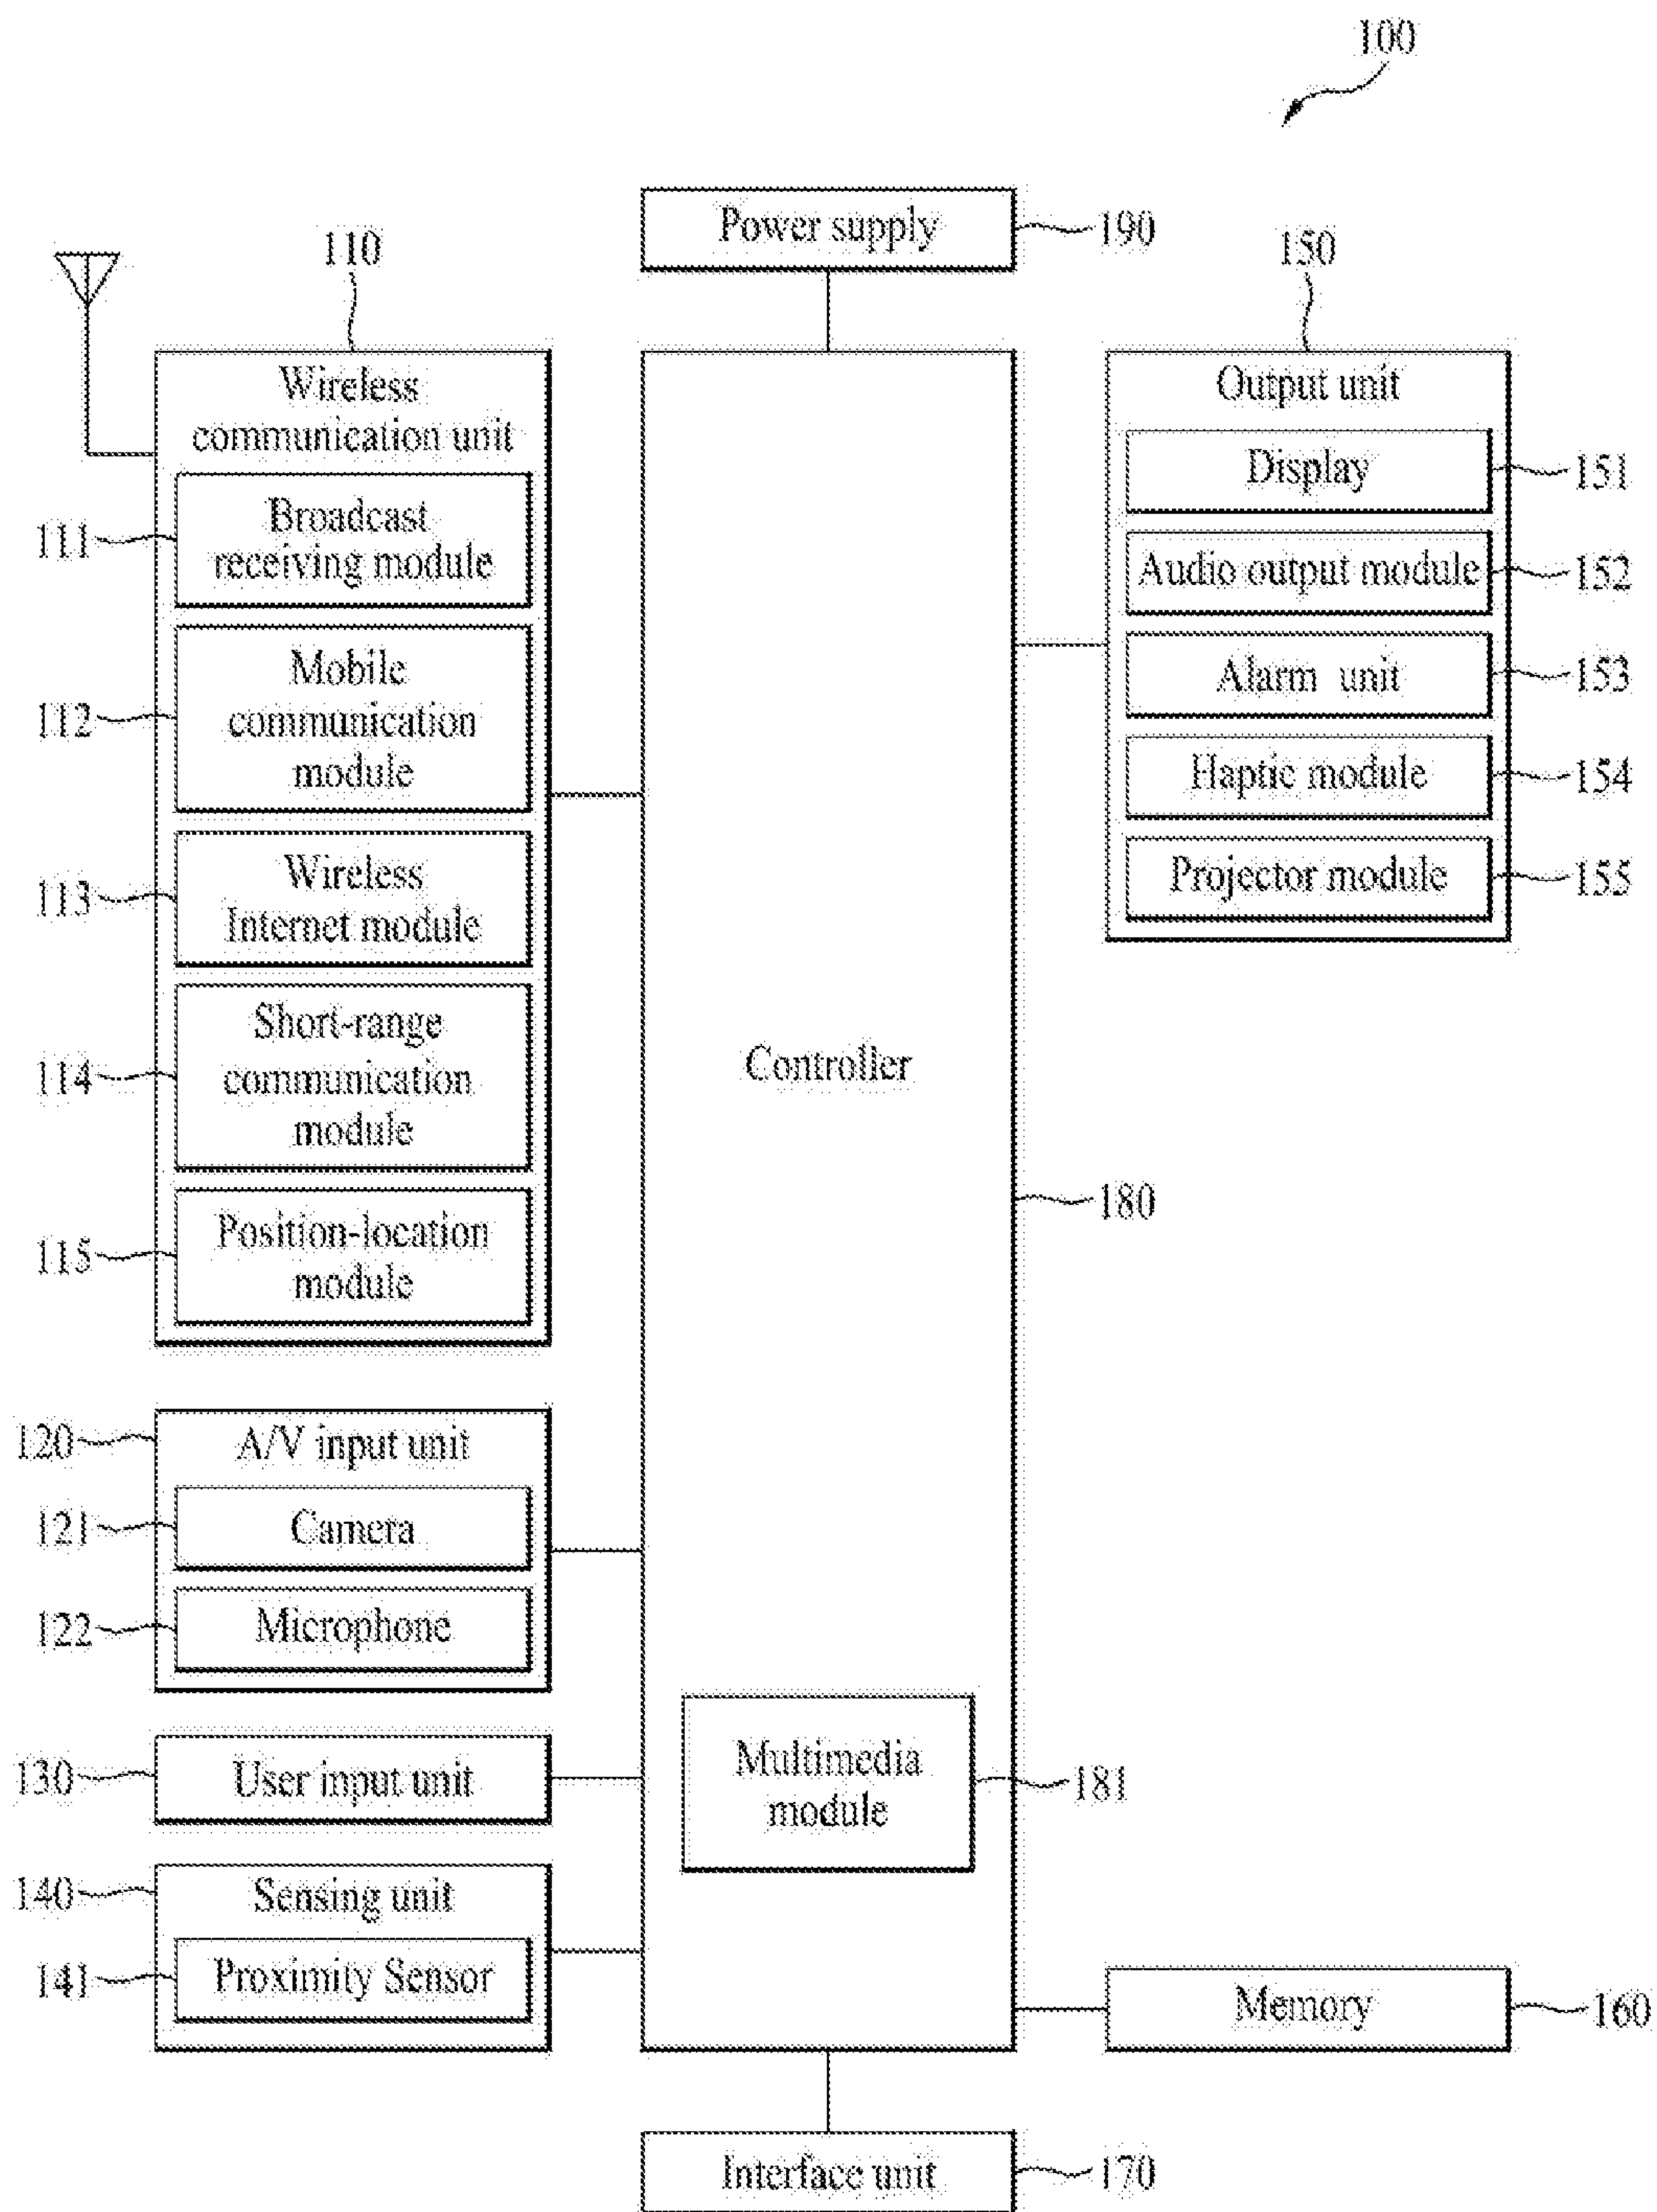 100
Power supply
190
110
Wireless
communication unit
111
Broadcast
receiving module
112
Mobile
communication
module
113
Wireless
Internet module
114
Short-range
communication
module
115
Position-location
module
120
A/V input unit
121
Camera
122
Microphone
130
User input unit
140
Sensing unit
141
Proximity Sensor
Controller
180
Multimedia
module
181
150
Output unit
Display
151
Audio output module
152
Alarm unit
153
Haptic module
154
Projector module
155
Memory
160
Interface unit
170